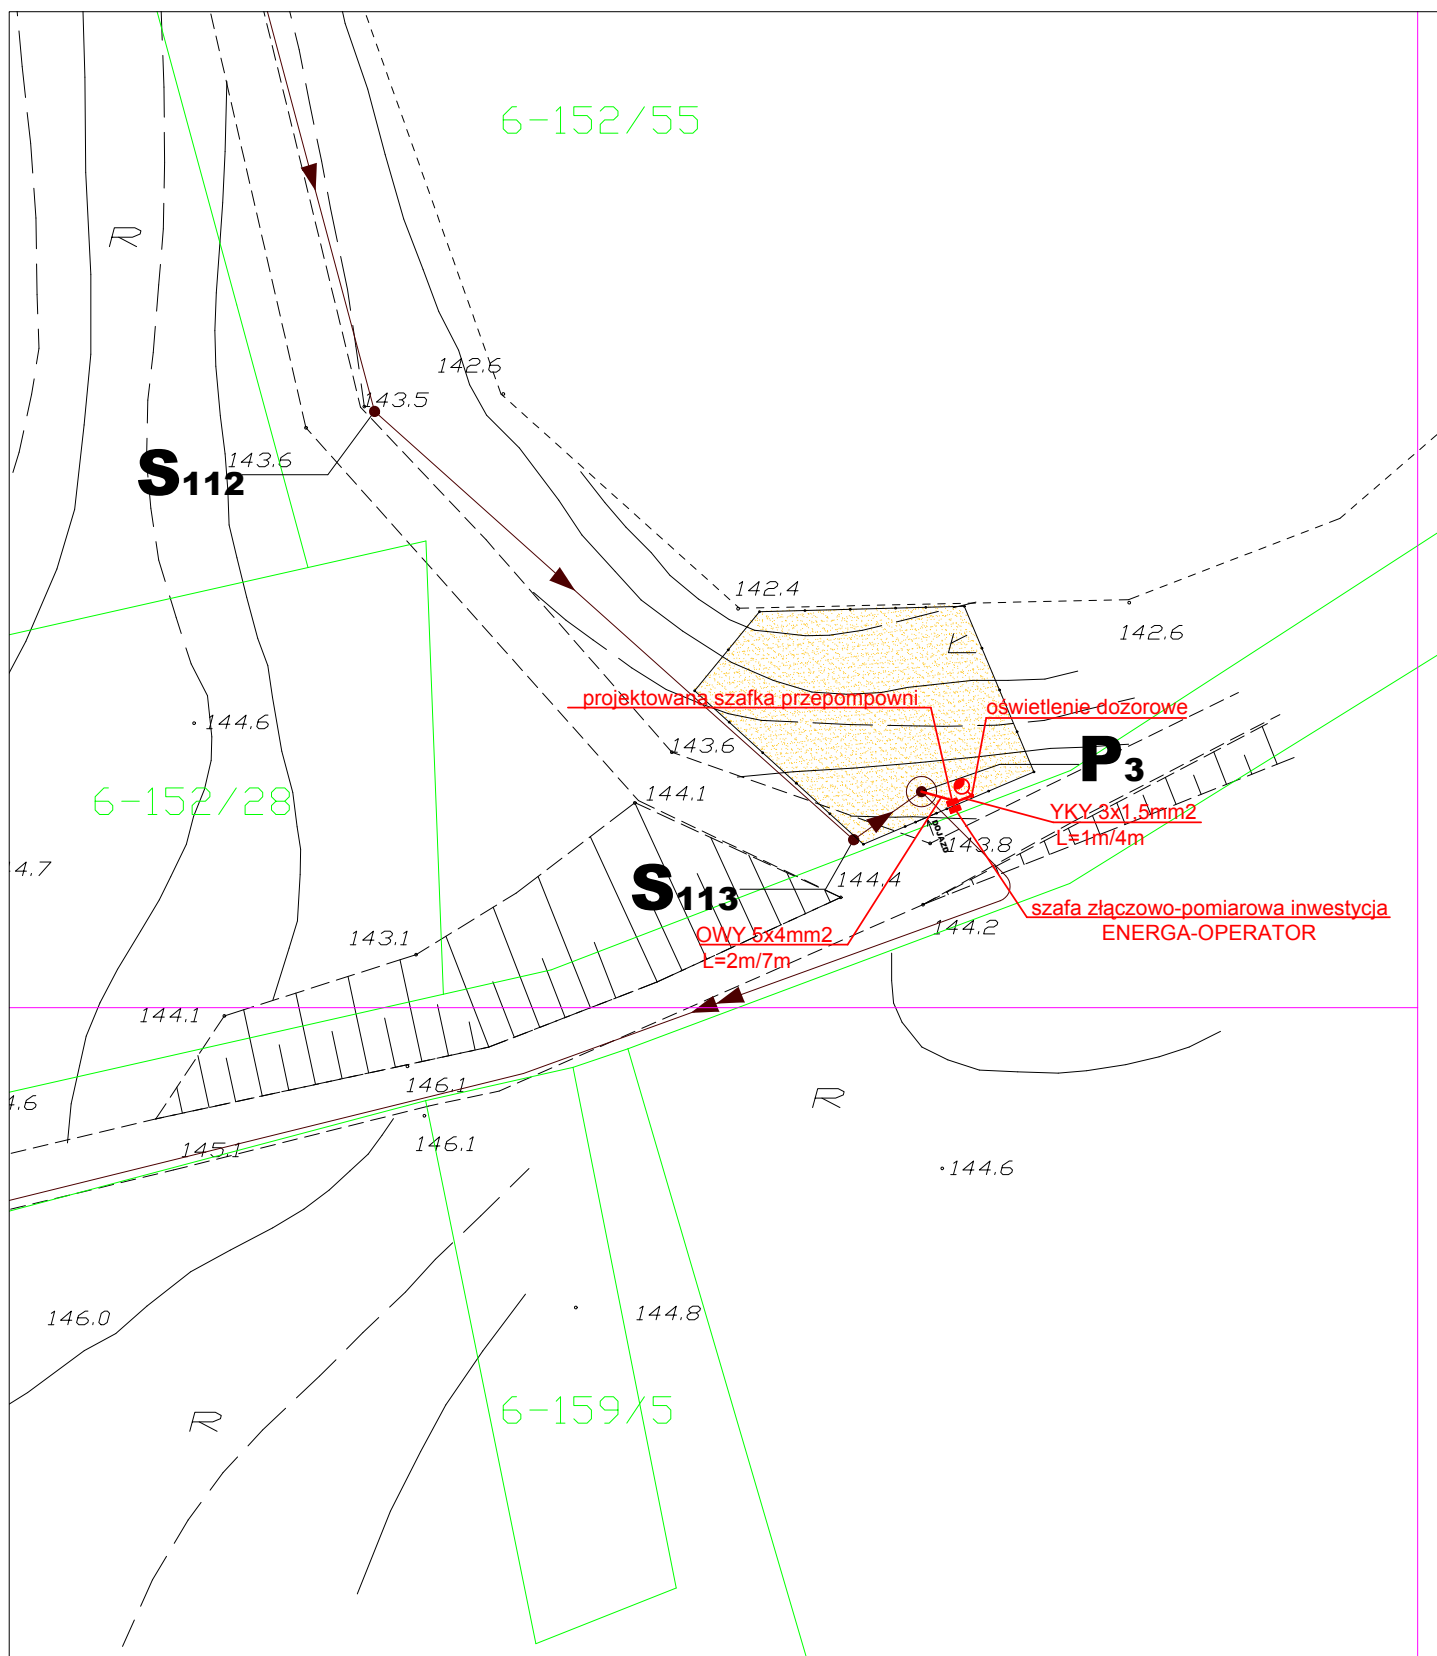 6-152/55
R
142.6
143.5
143.6
S112
142.4
142.6
projektowana szafka przepompowni
oświetlenie dozorowe
144.6
143.6
P3
6-152/28
144.1
YKY 3x1,5mm2
L=1m/4m
DOJAZD
143.8
4.7
S113
144.4
szafa złączowo-pomiarowa inwestycja
ENERGA-OPERATOR
144.2
OWY 5x4mm2
L=2m/7m
143.1
144.1
146.1
R
4.6
145.1
146.1
144.6
146.0
144.8
6-159/5
R